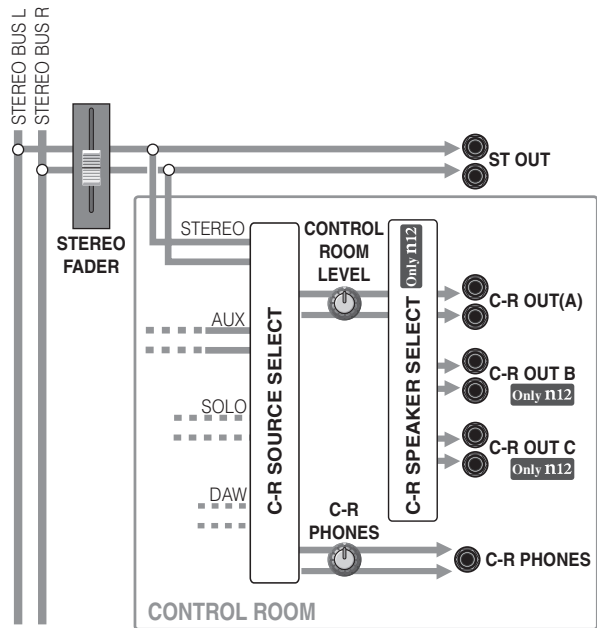 STEREO BUS L
STEREO BUS R
ST OUT
STEREO
FADER
STEREO
CONTROL
ROOM
LEVEL
Only n12
C-R OUT(A)
AUX
C-R SOURCE SELECT
C-R SPEAKER SELECT
C-R OUT B
Only n12
SOLO
C-R OUT C
Only n12
DAW
C-R
PHONES
C-R PHONES
CONTROL ROOM